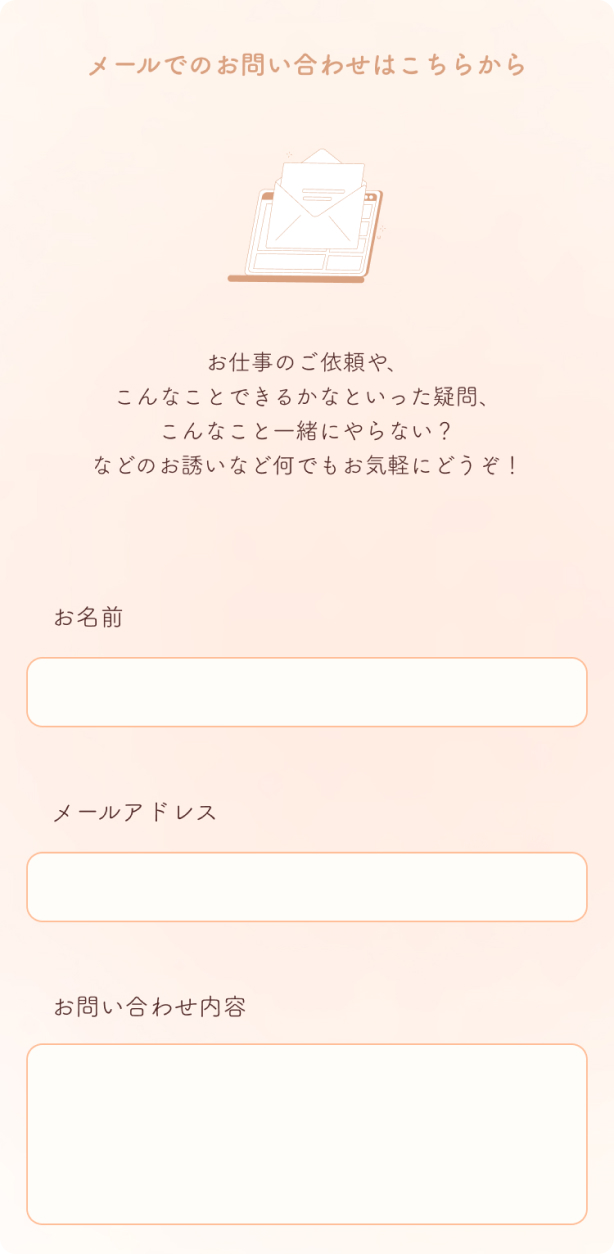 メールでのお問い合わせはこちらから
お仕事のご依頼や、
こんなことできるかなといった疑問、
こんなこと一緒にやらない？
などのお誘いなど何でもお気軽にどうぞ！
お名前
メールアドレス
お問い合わせ内容